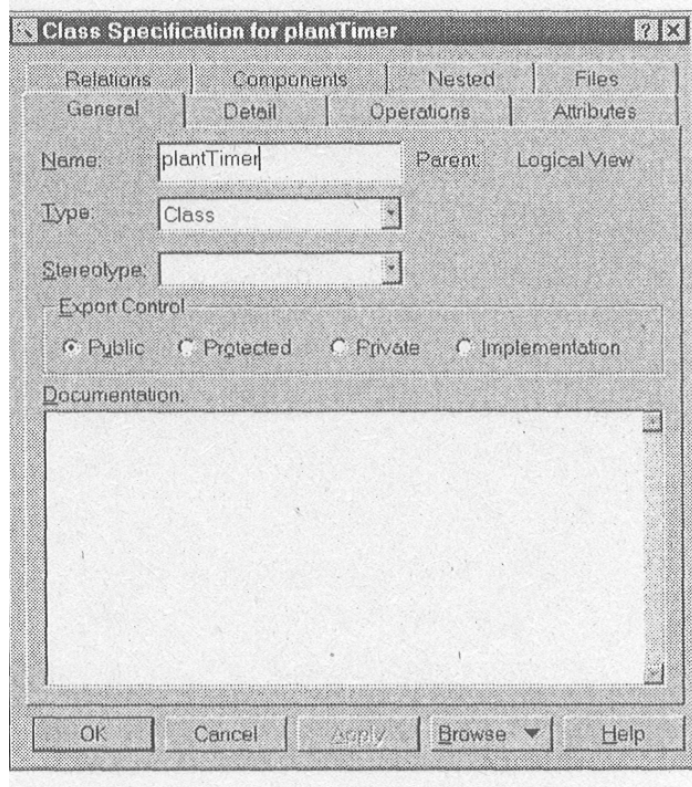 Class Specification for plantTimer
Relations Components Nested Files
General Detail Operations Attributes
Name: plantTimer Parent: Logical View
Type: Class
Stereotype:
Export Control
Public Protected Private Implementation
Documentation:
OK Cancel Apply Browse Help